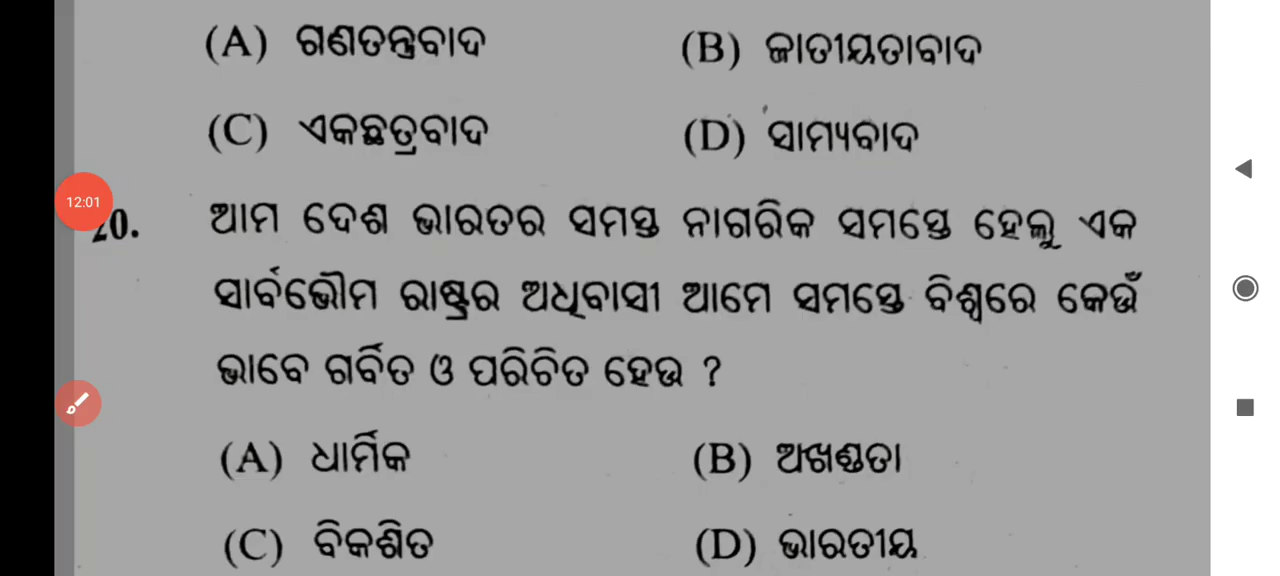 (A) ଗଣତନ୍ତ୍ରବାଦ (B) ଜାତୀୟତାବାଦ
(C) ଏକଛତ୍ରବାଦ (D) ସାମ୍ୟବାଦ
12:01
20. ଆମ ଦେଶ ଭାରତର ସମସ୍ତ ନାଗରିକ ସମସ୍ତେ ହେଲୁ ଏକ
ସାର୍ବଭୌମ ରାଷ୍ଟ୍ରର ଅଧିବାସୀ ଆମେ ସମସ୍ତେ ବିଶ୍ୱରେ କେଉଁ
ଭାବେ ଗର୍ବିତ ଓ ପରିଚିତ ହେଉ ?
(A) ଧାର୍ମିକ (B) ଅଖଣ୍ଡତା
(C) ବିକଶିତ (D) ଭାରତୀୟ